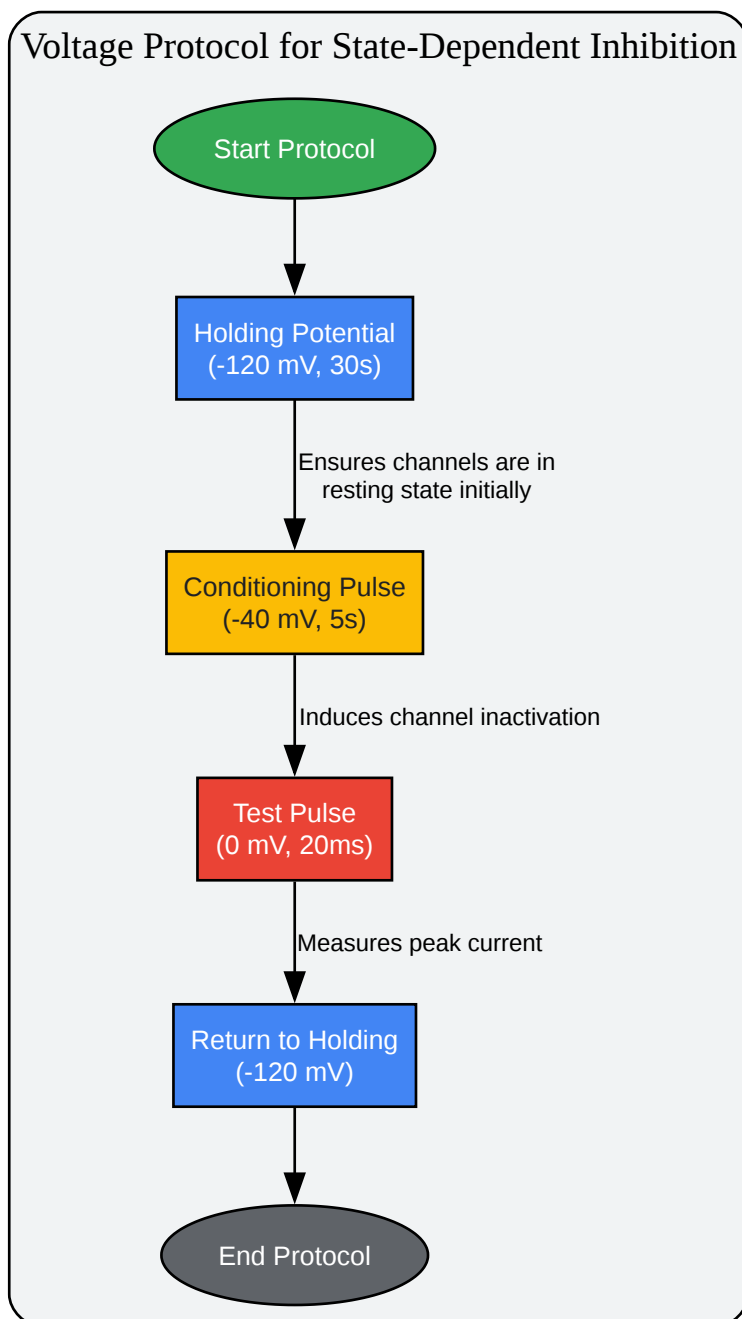 Voltage Protocol for State-Dependent Inhibition
Start Protocol
Holding Potential
(-120 mV, 30s)
Ensures channels are in
resting state initially
Conditioning Pulse
(-40 mV, 5s)
Induces channel inactivation
Test Pulse
(0 mV, 20ms)
Measures peak current
Return to Holding
(-120 mV)
End Protocol